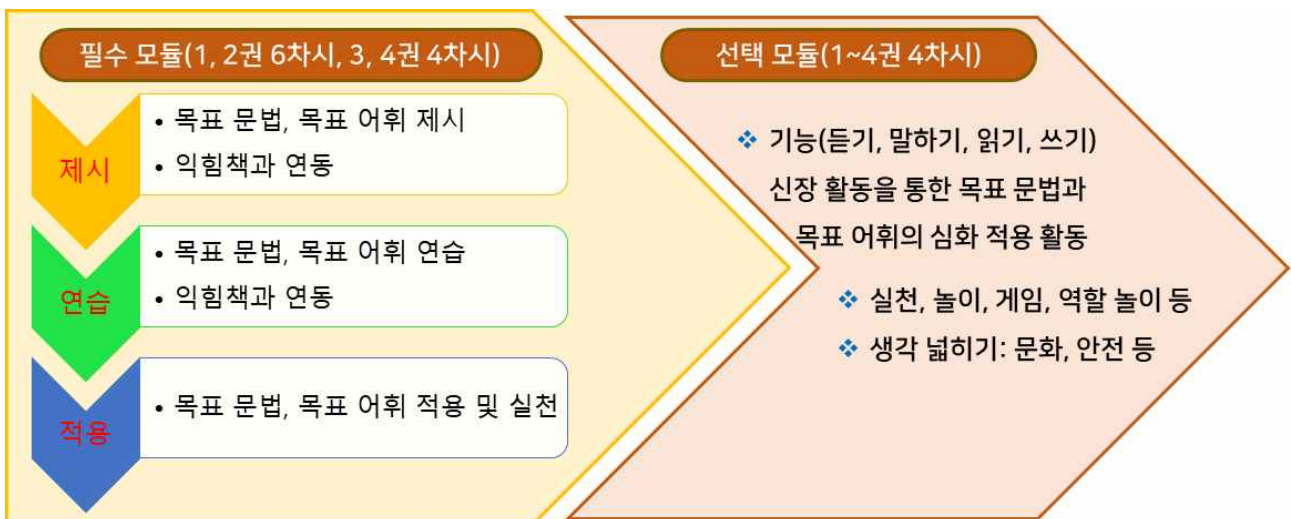 필수 모듈(1, 2권 6차시, 3, 4권 4차시)
제시
• 목표 문법, 목표 어휘 제시
• 익힘책과 연동
연습
• 목표 문법, 목표 어휘 연습
• 익힘책과 연동
적용
• 목표 문법, 목표 어휘 적용 및 실천
선택 모듈(1~4권 4차시)
❖ 기능(듣기, 말하기, 읽기, 쓰기)
신장 활동을 통한 목표 문법과
목표 어휘의 심화 적용 활동
❖ 실천, 놀이, 게임, 역할 놀이 등
❖ 생각 넓히기: 문화, 안전 등